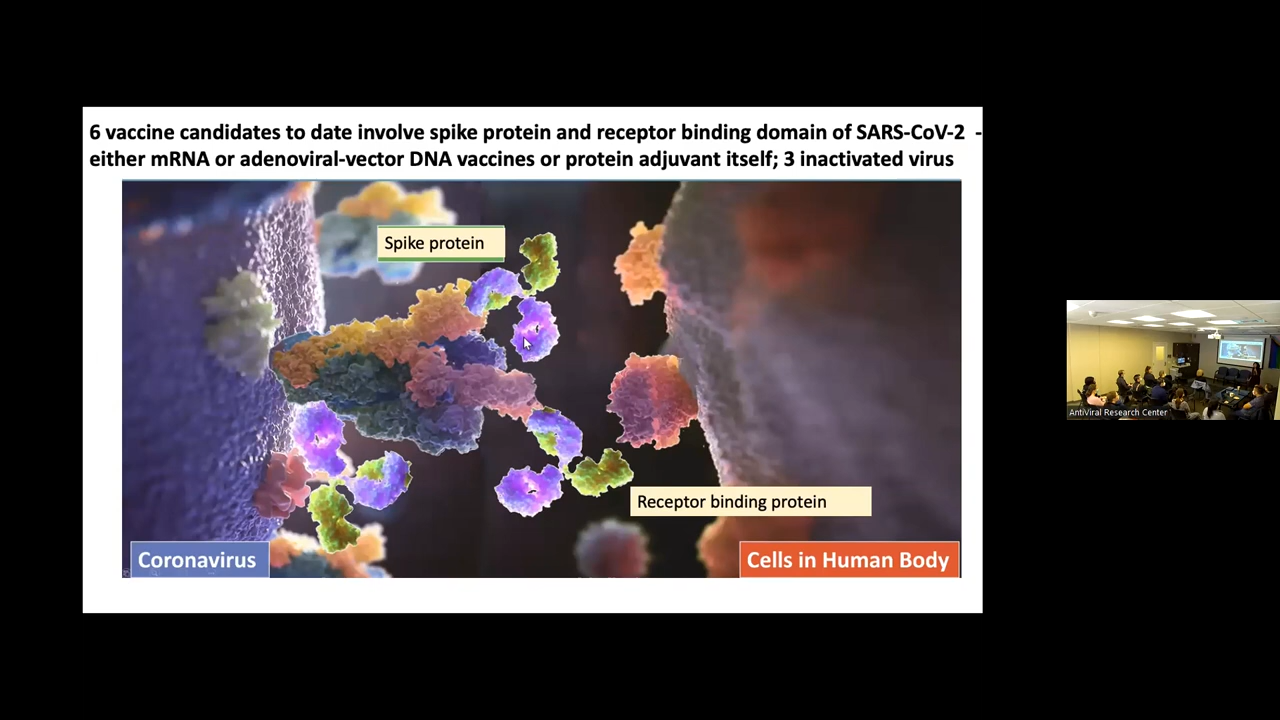 6 vaccine candidates to date involve spike protein and receptor binding domain of SARS-CoV-2 -
either mRNA or adenoviral-vector DNA vaccines or protein adjuvant itself; 3 inactivated virus
Spike protein
Receptor binding protein
Coronavirus
Cells in Human Body
AntiViral Research Center